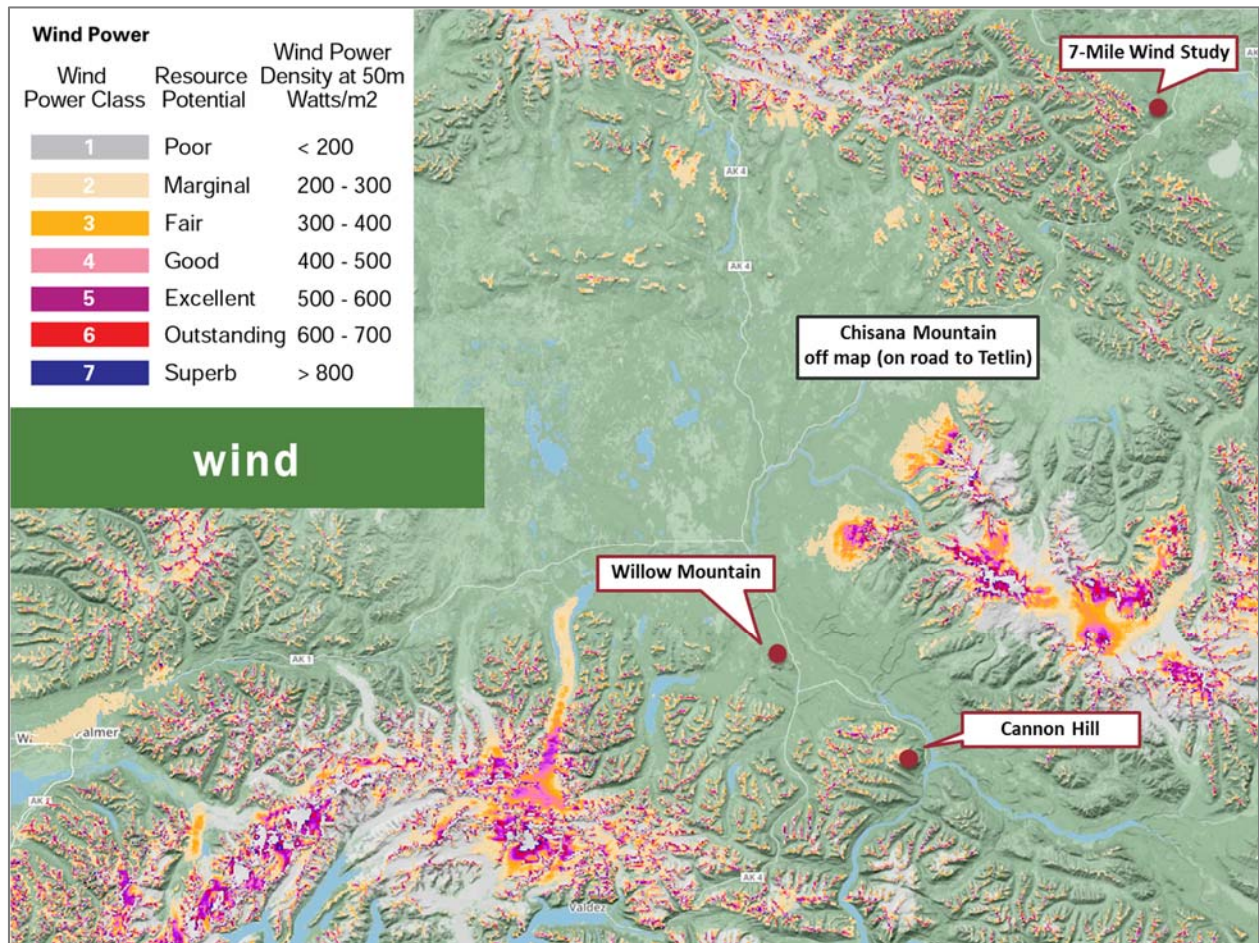 Wind Power
Wind
Power Class
Resource
Potential
Wind Power
Density at 50m
Watts/m2
1 Poor < 200
2 Marginal 200 - 300
3 Fair 300 - 400
4 Good 400 - 500
5 Excellent 500 - 600
6 Outstanding 600 - 700
7 Superb > 800
wind
7-Mile Wind Study
AK 4
AK 4
Chisana Mountain
off map (on road to Tetlin)
Willow Mountain
AK 1
Palmer
Cannon Hill
AK 4
Valdez